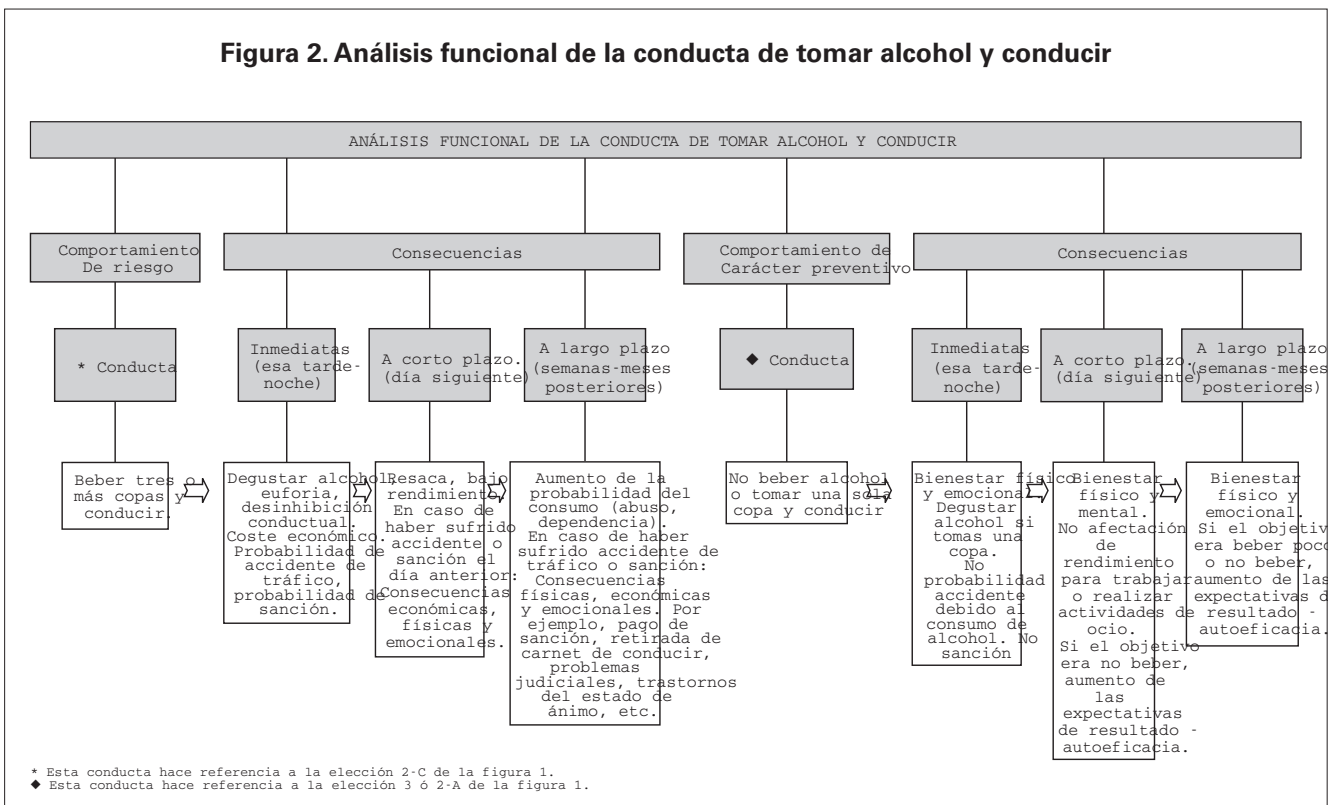 Figura 2. Análisis funcional de la conducta de tomar alcohol y conducir
ANÁLISIS FUNCIONAL DE LA CONDUCTA DE TOMAR ALCOHOL Y CONDUCIR
Comportamiento
De riesgo
Consecuencias
Comportamiento de
Carácter preventivo
Consecuencias
* Conducta
Inmediatas
(esa tarde-
noche)
A corto plazo.
(día siguiente)
A largo plazo
(semanas-meses
posteriores)
◆ Conducta
Inmediatas
(esa tarde-
noche)
A corto plazo.
(día siguiente)
A largo plazo
(semanas-meses
posteriores)
Beber tres o
más copas y
conducir.
Degustar alcohol,
euforia,
desinhibición
conductual.
Coste económico.
Probabilidad de
accidente de
tráfico,
probabilidad de
sanción.
Resaca, bajo
rendimiento.
En caso de
haber sufrido
accidente o
sanción el
día anterior:
Consecuencias
económicas,
físicas y
emocionales.
Aumento de la
probabilidad del
consumo (abuso,
dependencia).
En caso de haber
sufrido accidente de
tráfico o sanción:
Consecuencias
físicas, económicas
y emocionales. Por
ejemplo, pago de
sanción, retirada de
carnet de conducir,
problemas
judiciales, trastornos
del estado de
ánimo, etc.
No beber alcohol
o tomar una sola
copa y conducir
Bienestar físico
y emocional
Degustar
alcohol si
tomas una
copa.
No
probabilidad
accidente
debido al
consumo de
alcohol. No
sanción
Bienestar
físico y
mental.
No afectación
de
rendimiento
para trabajar
o realizar
actividades de
ocio.
Si el objetivo
era no beber,
aumento de
las
expectativas
de resultado -
autoeficacia.
Bienestar
físico y
emocional.
Si el objetiv
era beber poco
o no beber,
aumento de las
expectativas d
resultado -
autoeficacia.
* Esta conducta hace referencia a la elección 2-C de la figura 1.
◆ Esta conducta hace referencia a la elección 3 ó 2-A de la figura 1.